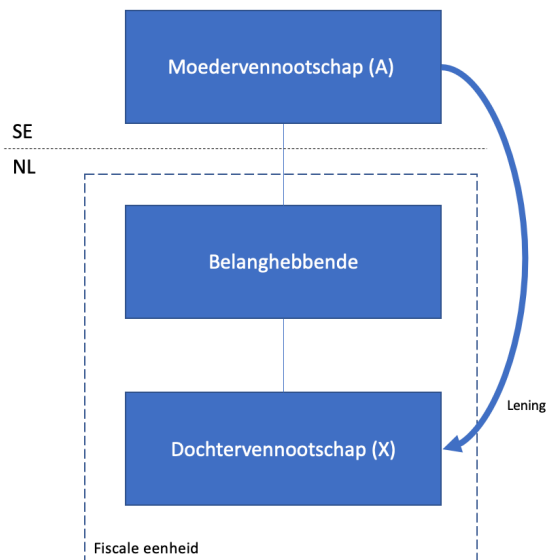 Moedervennootschap (A)
SE
NL
Belanghebbende
Lening
Dochtervennootschap (X)
Fiscale eenheid